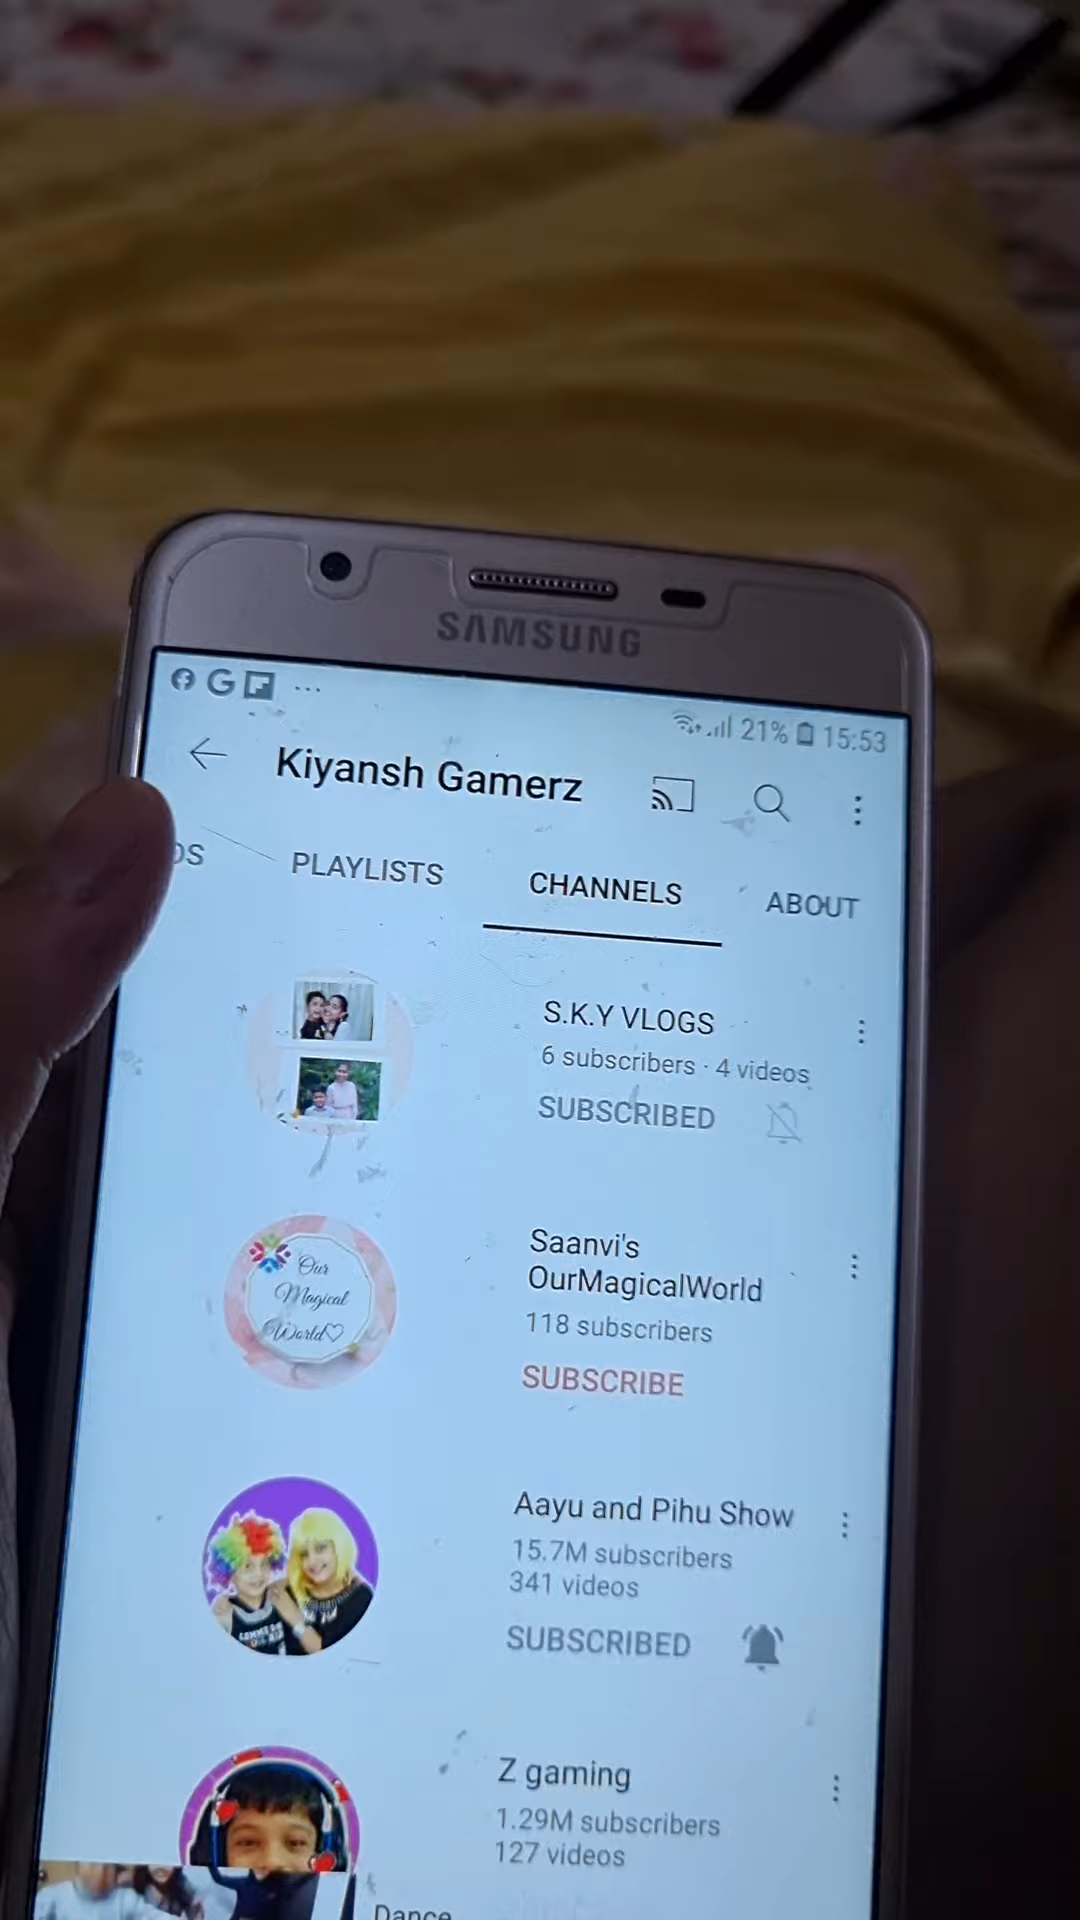 SAMSUNG
21% 15:53
Kiyansh Gamerz
OS PLAYLISTS CHANNELS ABOUT
S.K.Y VLOGS
6 subscribers · 4 videos
SUBSCRIBED
Our
Magical
World♡
Saanvi's
OurMagicalWorld
118 subscribers
SUBSCRIBE
Aayu and Pihu Show
15.7M subscribers
341 videos
SUBSCRIBED
Z gaming
1.29M subscribers
127 videos
Dance